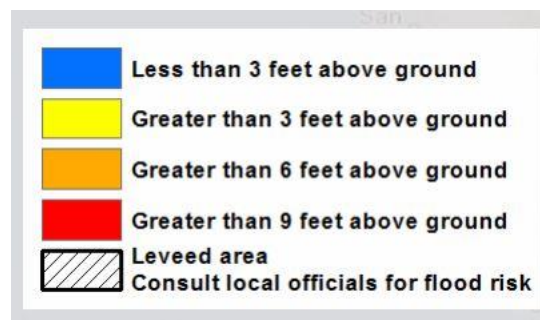 San
Less than 3 feet above ground
Greater than 3 feet above ground
Greater than 6 feet above ground
Greater than 9 feet above ground
Leveed area
Consult local officials for flood risk